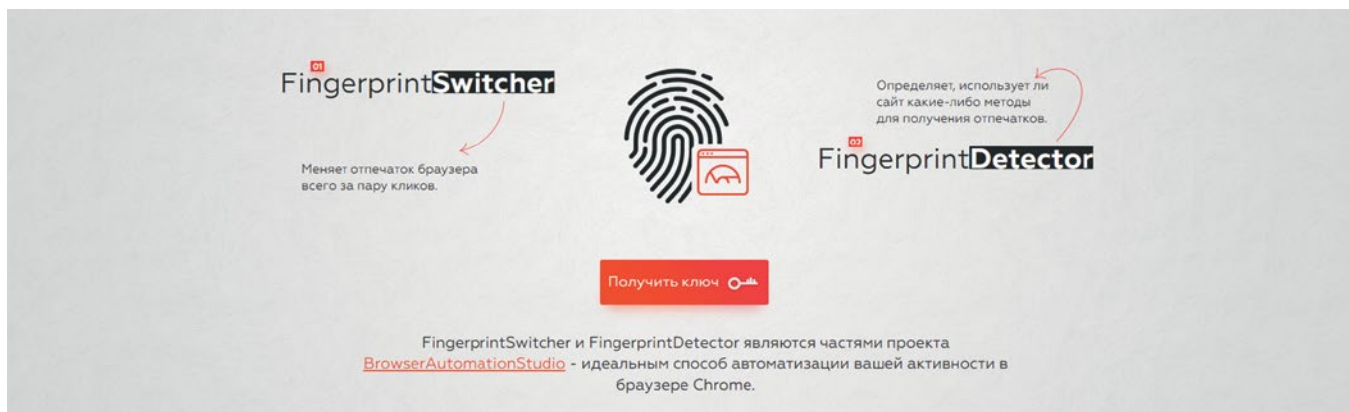 01
FingerprintSwitcher
Меняет отпечаток браузера
всего за пару кликов.
Определяет, использует ли
сайт какие-либо методы
для получения отпечатков.
02
FingerprintDetector
Получить ключ
FingerprintSwitcher и FingerprintDetector являются частями проекта
BrowserAutomationStudio - идеальным способ автоматизации вашей активности в
браузере Chrome.